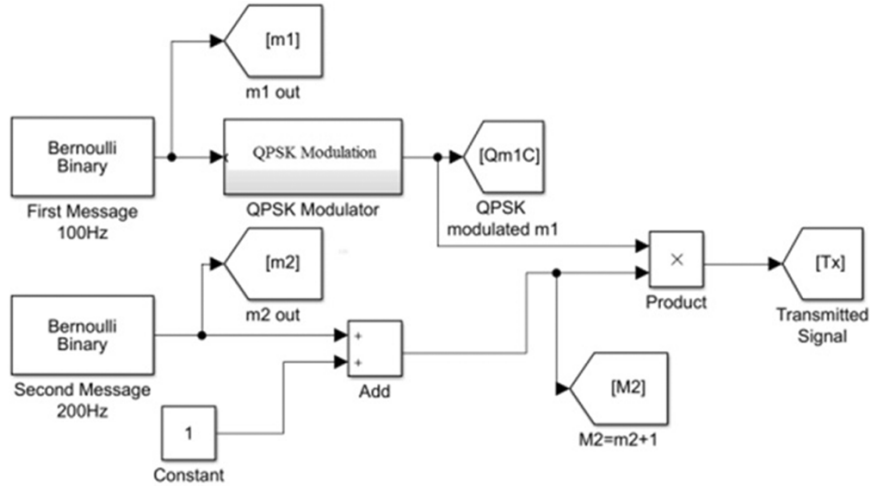 [m1]
m1 out
Bernoulli
Binary
First Message
100Hz
QPSK Modulation
QPSK Modulator
[Qm1C]
QPSK
modulated m1
[m2]
m2 out
Bernoulli
Binary
Second Message
200Hz
+
+
Add
1
Constant
×
Product
[Tx]
Transmitted
Signal
[M2]
M2=m2+1